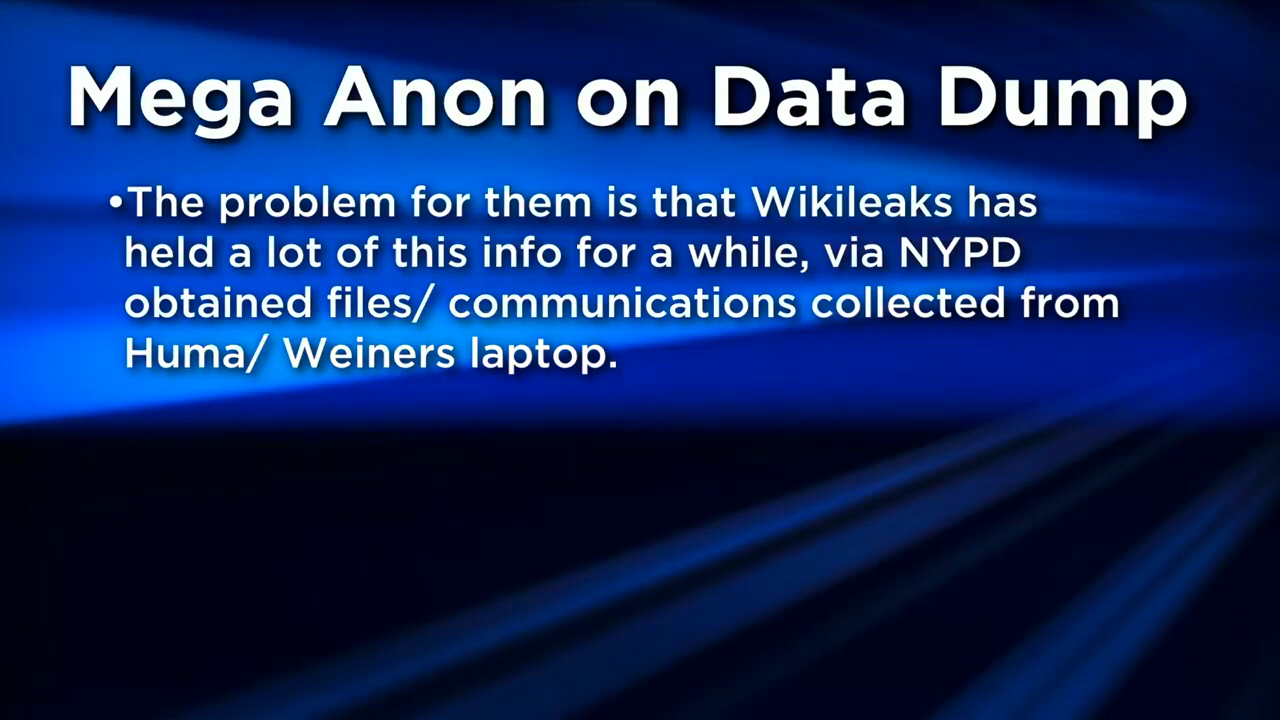 Mega Anon on Data Dump
•The problem for them is that Wikileaks has
held a lot of this info for a while, via NYPD
obtained files/ communications collected from
Huma/ Weiners laptop.